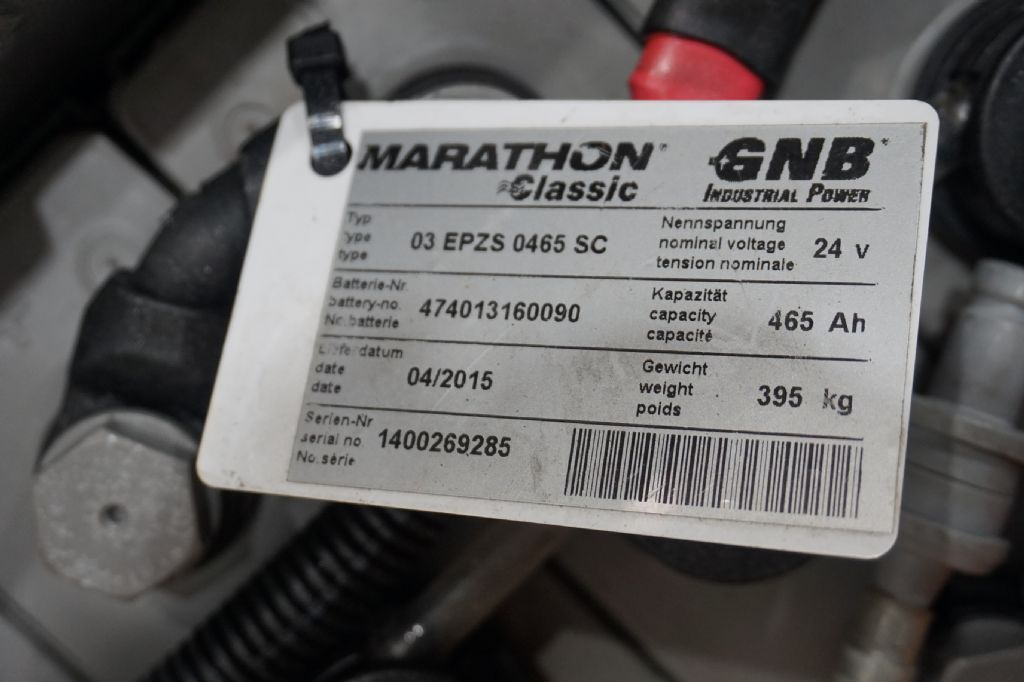 MARATHON
Classic
GNB
INDUSTRIAL POWER
Typ
type
type
03 EPZS 0465 SC
Nennspannung
nominal voltage
tension nominale
24 v
Batterie-Nr.
battery-no.
No.batterie
474013160090
Kapazität
capacity
capacité
465 Ah
Lieferdatum
date
date
04/2015
Gewicht
weight
poids
395 kg
Serien-Nr
serial no
No.série
1400269285